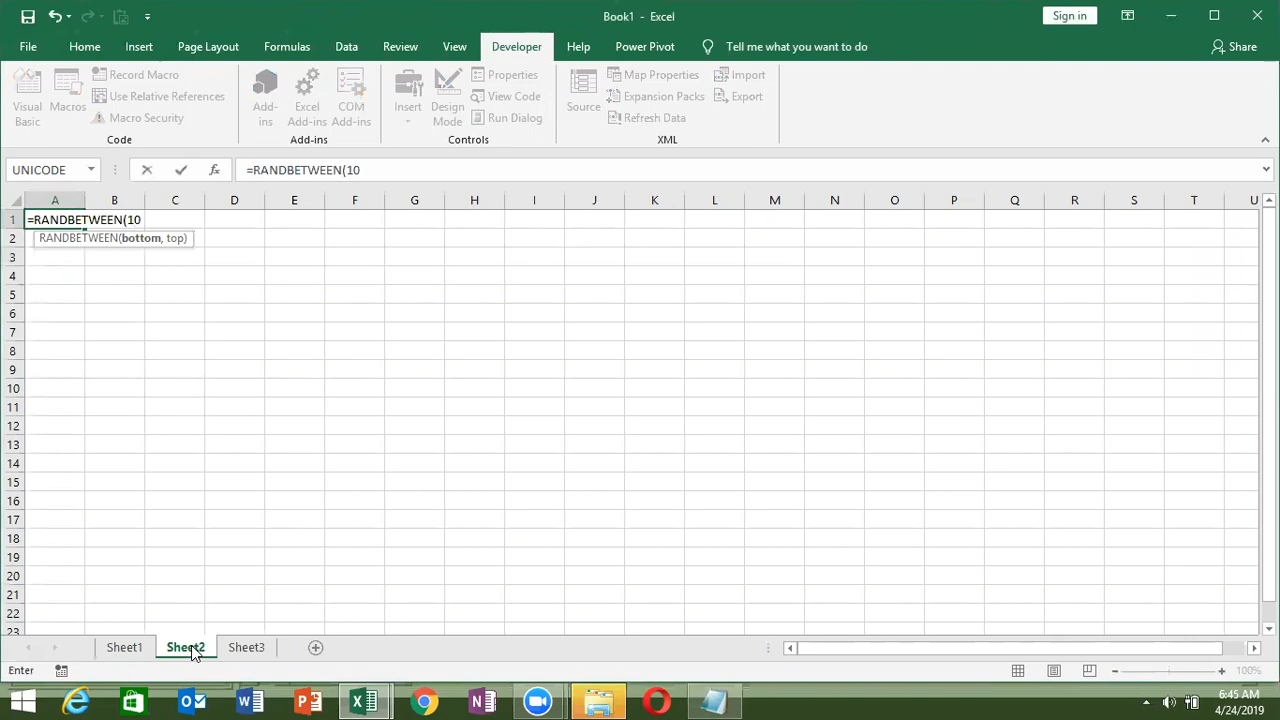 Book1 - Excel
Sign in
File Home Insert Page Layout Formulas Data Review View Developer Help Power Pivot Tell me what you want to do Share
Visual Basic
Macros
Record Macro
Use Relative References
Macro Security
Code
Add-ins
Excel Add-ins
COM Add-ins
Add-ins
Insert
Design Mode
Properties
View Code
Run Dialog
Controls
Source
Map Properties
Expansion Packs
Refresh Data
Import
Export
XML
UNICODE
fx
=RANDBETWEEN(10
A B C D E F G H I J K L M N O P Q R S T U
1 =RANDBETWEEN(10
2 RANDBETWEEN(bottom, top)
3
4
5
6
7
8
9
10
11
12
13
14
15
16
17
18
19
20
21
22
23
Sheet1 Sheet2 Sheet3
Enter
100%
6:45 AM
4/24/2019